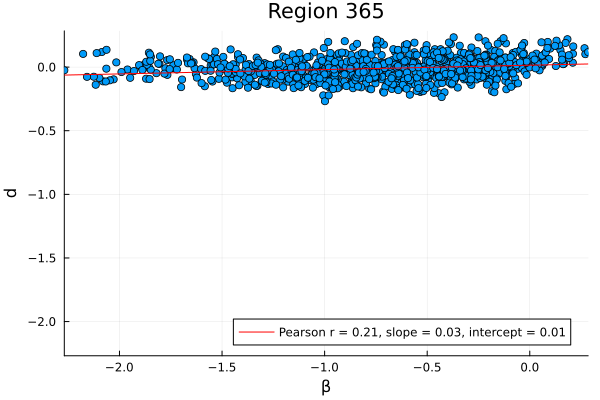 Region 365
0.0
−0.5
−1.0
−1.5
−2.0
d
Pearson r = 0.21, slope = 0.03, intercept = 0.01
−2.0 −1.5 −1.0 −0.5 0.0
β